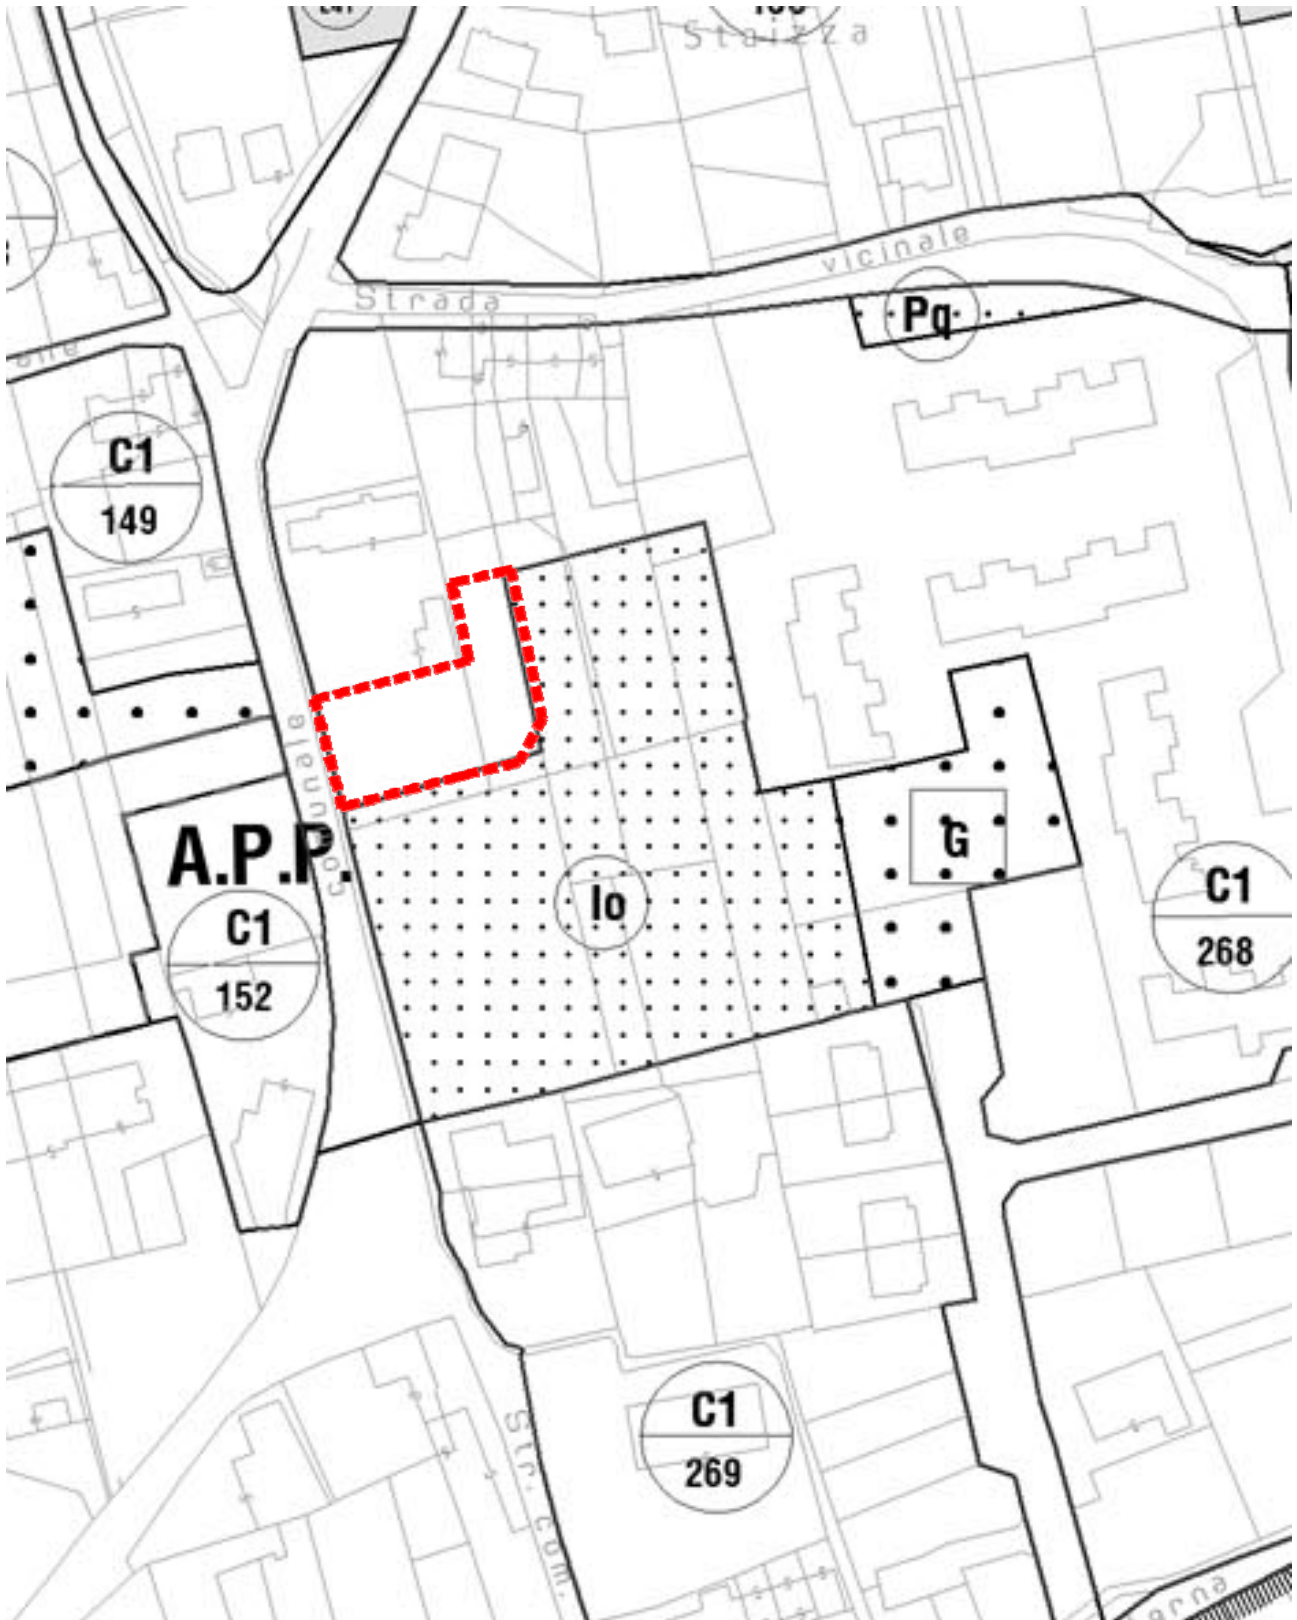 Staizza
vicinale
Strada
Pq
C1
149
comunale
A.P.P.
G
Io
C1
268
C1
152
C1
269
Str. com.